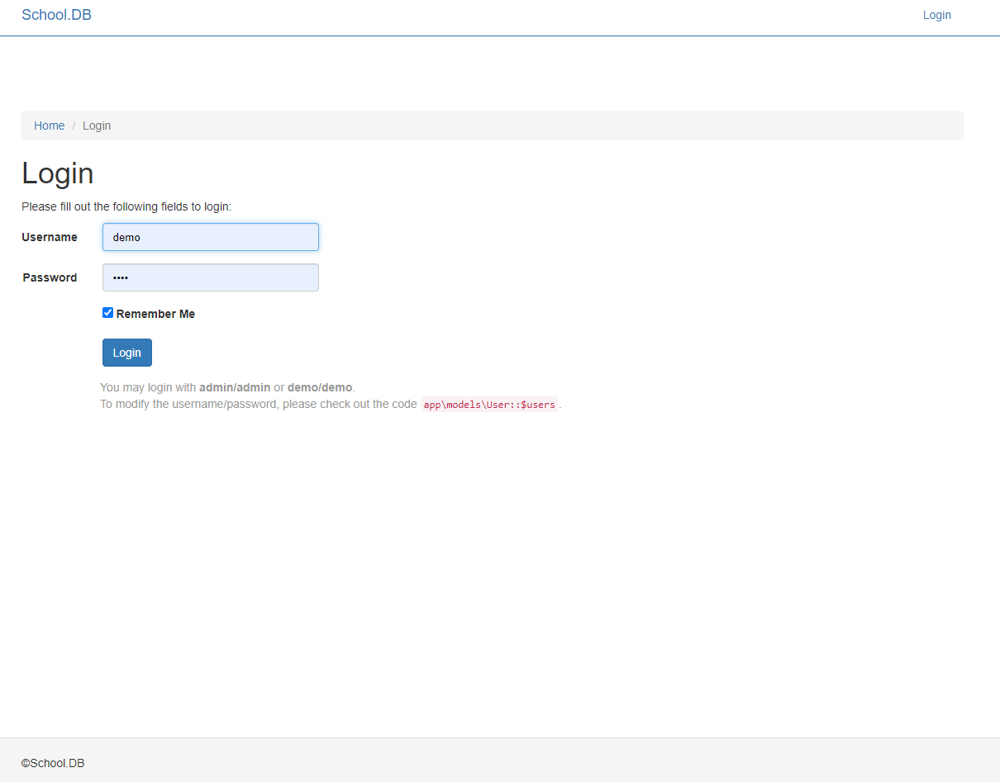 School.DB Login
Home / Login
Login
Please fill out the following fields to login:
Username demo
Password ••••
Remember Me
Login
You may login with admin/admin or demo/demo.
To modify the username/password, please check out the code app\models\User::$users.
©School.DB